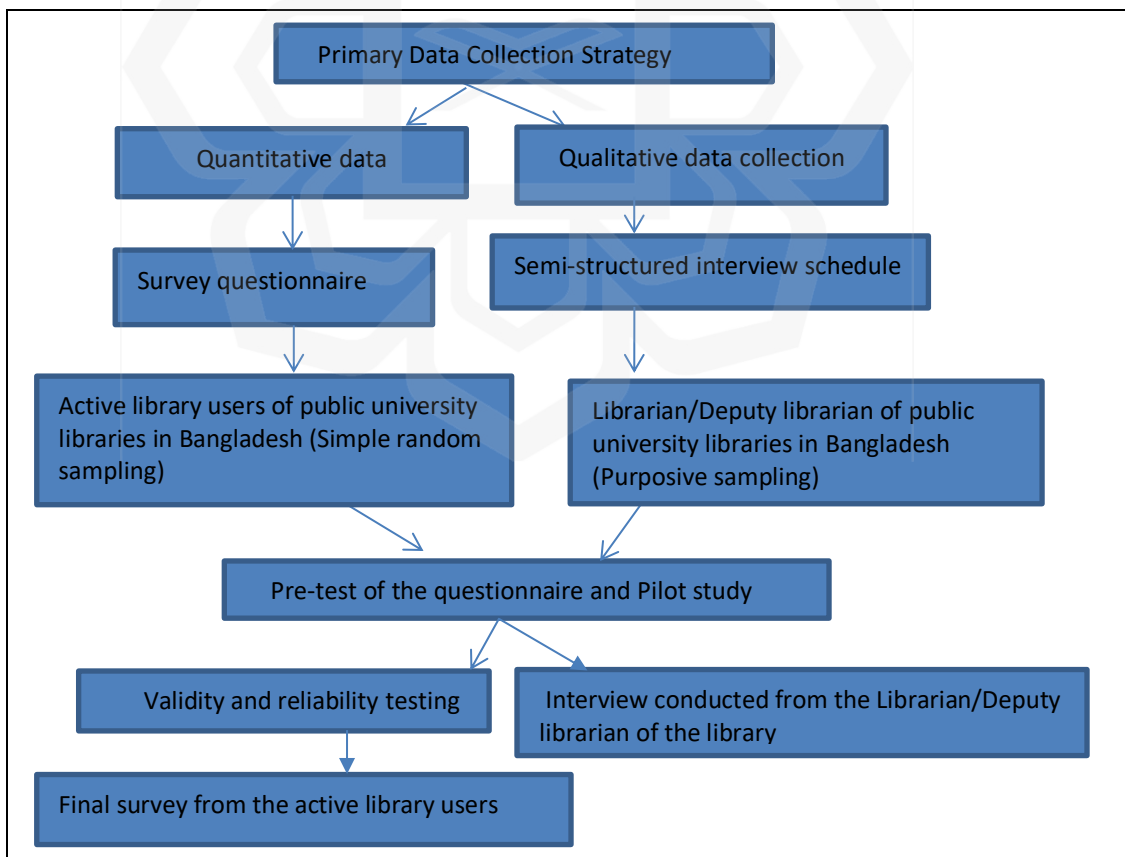 Primary Data Collection Strategy
Quantitative data
Qualitative data collection
Survey questionnaire
Semi-structured interview schedule
Active library users of public university
libraries in Bangladesh (Simple random
sampling)
Librarian/Deputy librarian of public
university libraries in Bangladesh
(Purposive sampling)
Pre-test of the questionnaire and Pilot study
Validity and reliability testing
Interview conducted from the Librarian/Deputy
librarian of the library
Final survey from the active library users